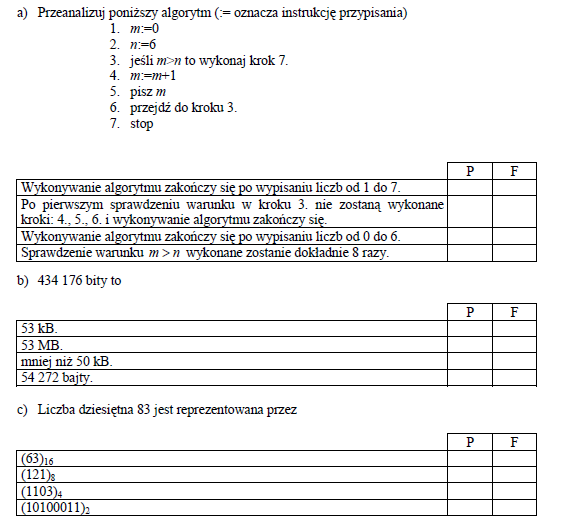 a) Przeanalizuj poniższy algorytm (:= oznacza instrukcję przypisania)
1. m:=0
2. n:=6
3. jeśli m>n to wykonaj krok 7.
4. m:=m+1
5. pisz m
6. przejdź do kroku 3.
7. stop
P F
Wykonywanie algorytmu zakończy się po wypisaniu liczb od 1 do 7.
Po pierwszym sprawdzeniu warunku w kroku 3. nie zostaną wykonane
kroki: 4., 5., 6. i wykonywanie algorytmu zakończy się.
Wykonywanie algorytmu zakończy się po wypisaniu liczb od 0 do 6.
Sprawdzenie warunku m > n wykonane zostanie dokładnie 8 razy.
b) 434 176 bity to
P F
53 kB.
53 MB.
mniej niż 50 kB.
54 272 bajty.
c) Liczba dziesiętna 83 jest reprezentowana przez
P F
(63)₁₆
(121)₈
(1103)₄
(10100011)₂